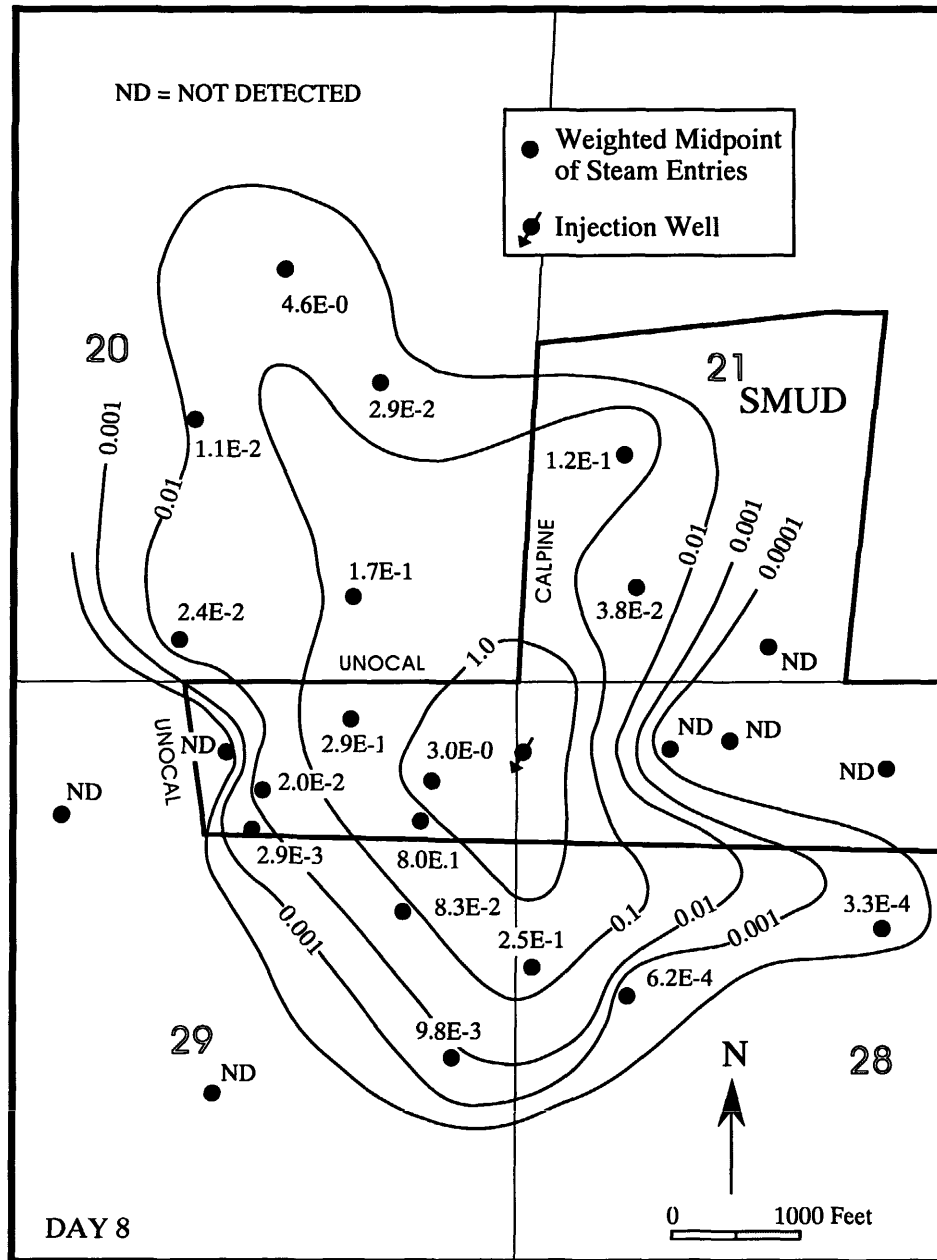 ND = NOT DETECTED
Weighted Midpoint
of Steam Entries
Injection Well
4.6E-0
20
21
SMUD
2.9E-2
0.001
1.1E-2
1.2E-1
0.01
0.01
0.001
0.0001
CALPINE
1.7E-1
3.8E-2
2.4E-2
1.0
UNOCAL
ND
UNOCAL
2.9E-1
ND
ND
ND
3.0E-0
2.0E-2
ND
ND
2.9E-3
8.0E.1
8.3E-2
0.1
0.01
0.001
3.3E-4
0.001
2.5E-1
6.2E-4
9.8E-3
29
ND
N
28
DAY 8
0 1000 Feet